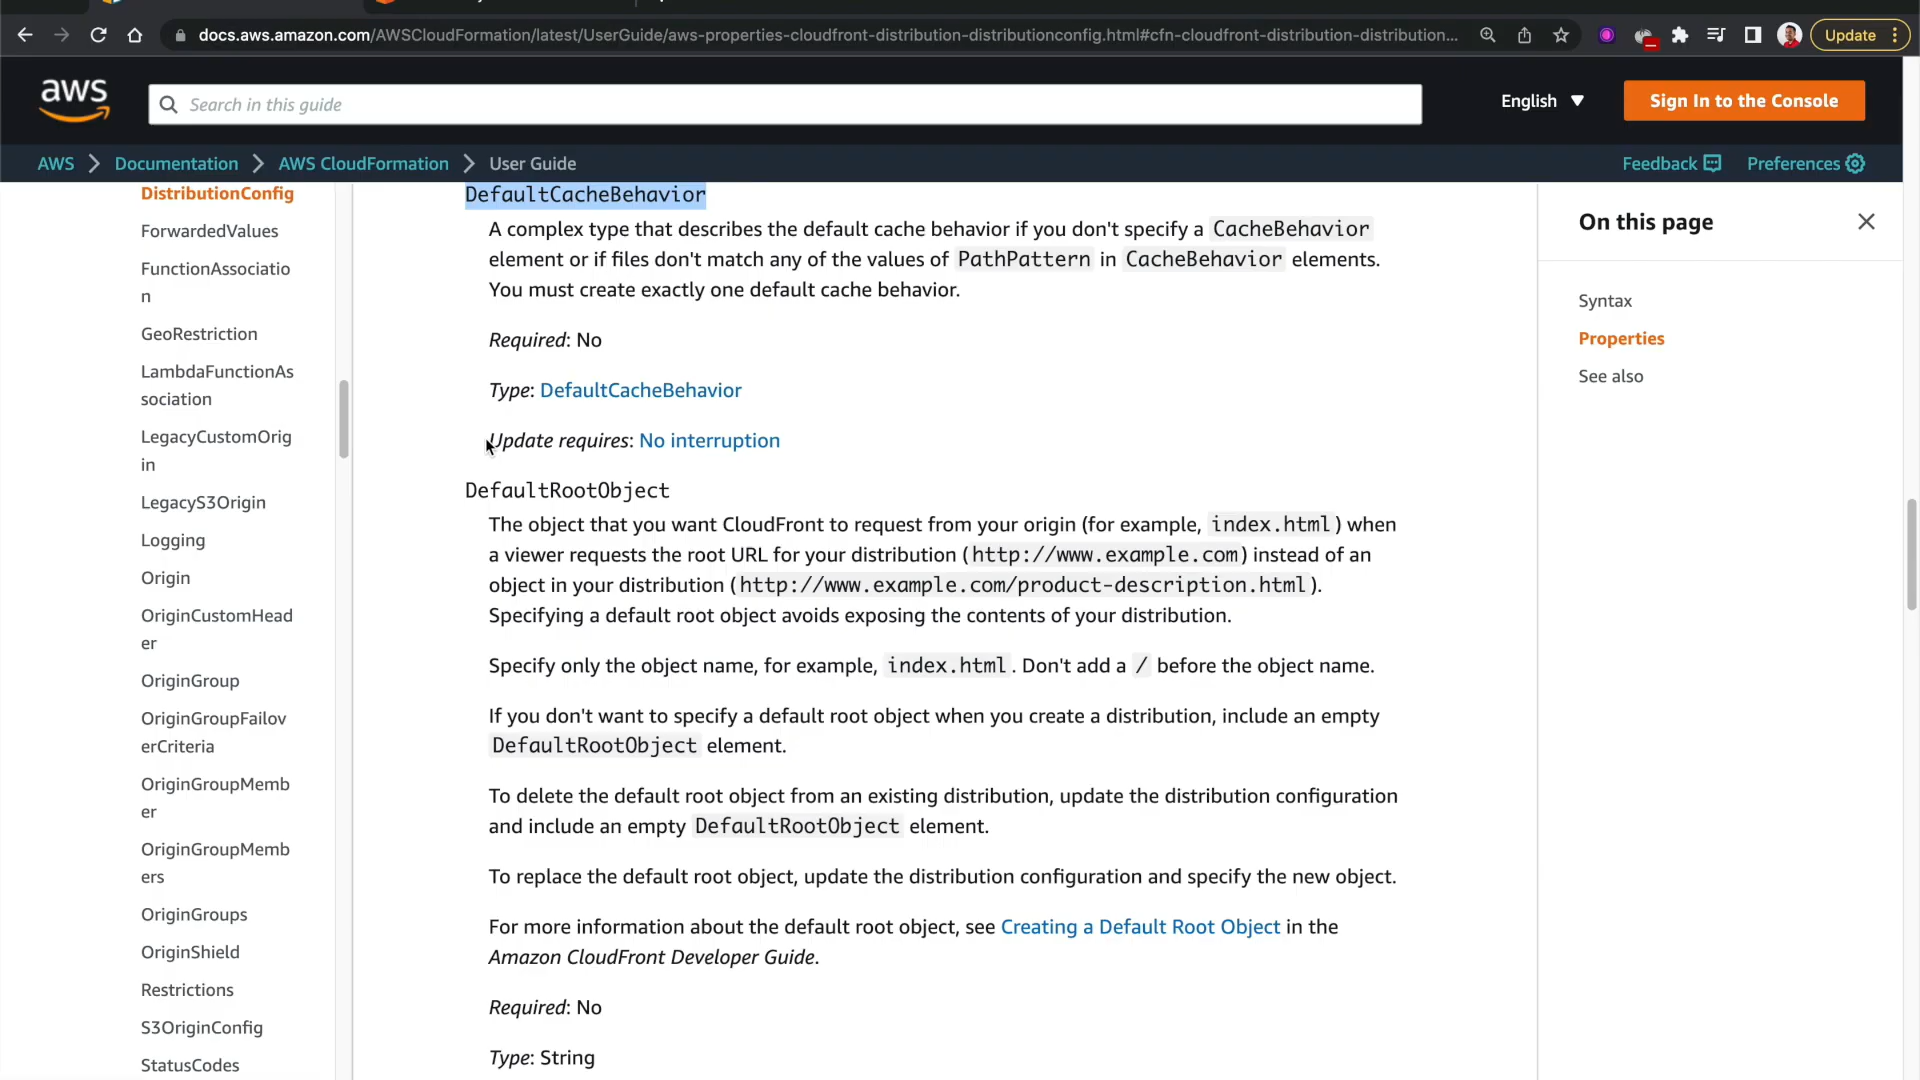 docs.aws.amazon.com/AWSCloudFormation/latest/UserGuide/aws-properties-cloudfront-distribution-distributionconfig.html#cfn-cloudfront-distribution-distribution...
Update
aws
Search in this guide
English
Sign In to the Console
AWS
Documentation
AWS CloudFormation
User Guide
Feedback
Preferences
DistributionConfig
ForwardedValues
FunctionAssociatio
n
GeoRestriction
LambdaFunctionAs
sociation
LegacyCustomOrig
in
LegacyS3Origin
Logging
Origin
OriginCustomHead
er
OriginGroup
OriginGroupFailov
erCriteria
OriginGroupMemb
er
OriginGroupMemb
ers
OriginGroups
OriginShield
Restrictions
S3OriginConfig
StatusCodes
DefaultCacheBehavior
A complex type that describes the default cache behavior if you don't specify a CacheBehavior
element or if files don't match any of the values of PathPattern in CacheBehavior elements.
You must create exactly one default cache behavior.
Required: No
Type: DefaultCacheBehavior
Update requires: No interruption
DefaultRootObject
The object that you want CloudFront to request from your origin (for example, index.html) when
a viewer requests the root URL for your distribution (http://www.example.com) instead of an
object in your distribution (http://www.example.com/product-description.html).
Specifying a default root object avoids exposing the contents of your distribution.
Specify only the object name, for example, index.html. Don't add a / before the object name.
If you don't want to specify a default root object when you create a distribution, include an empty
DefaultRootObject element.
To delete the default root object from an existing distribution, update the distribution configuration
and include an empty DefaultRootObject element.
To replace the default root object, update the distribution configuration and specify the new object.
For more information about the default root object, see Creating a Default Root Object in the
Amazon CloudFront Developer Guide.
Required: No
Type: String
On this page
Syntax
Properties
See also